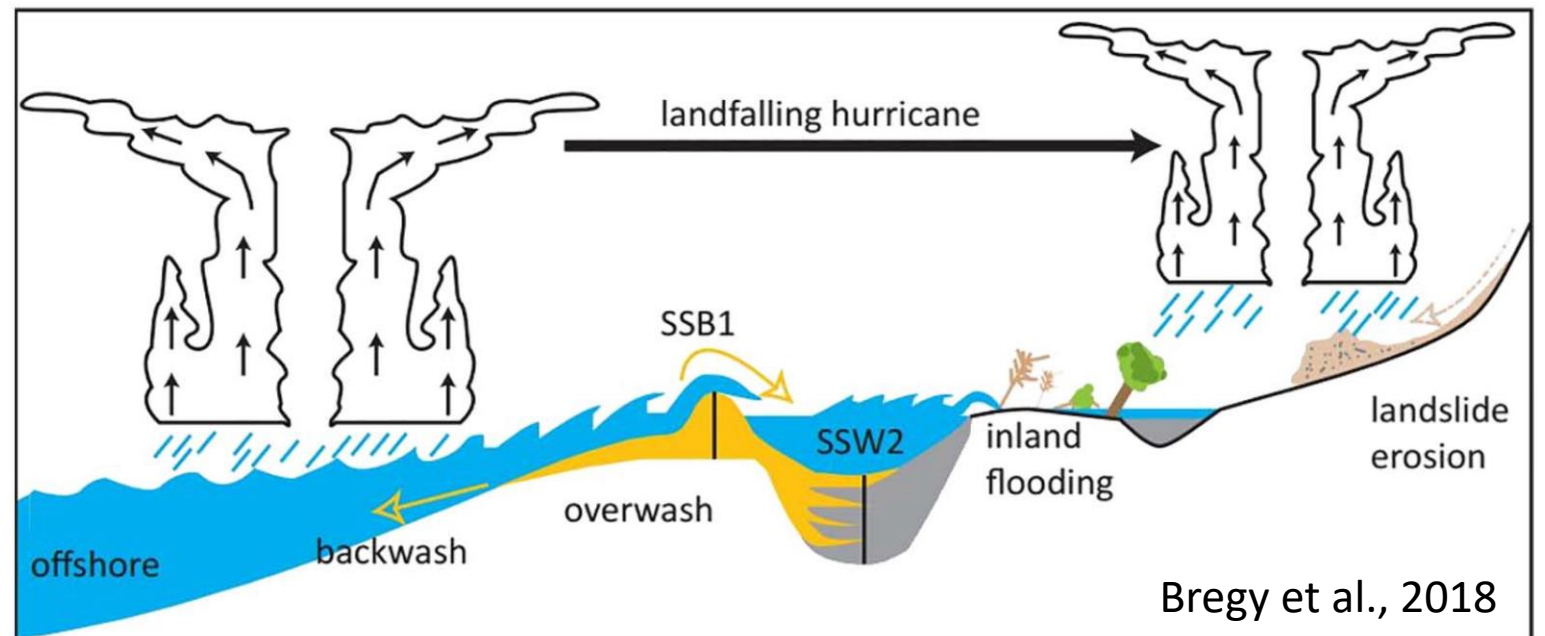 landfalling hurricane
SSB1
SSW2
inland
flooding
landslide
erosion
overwash
backwash
offshore
Bregy et al., 2018